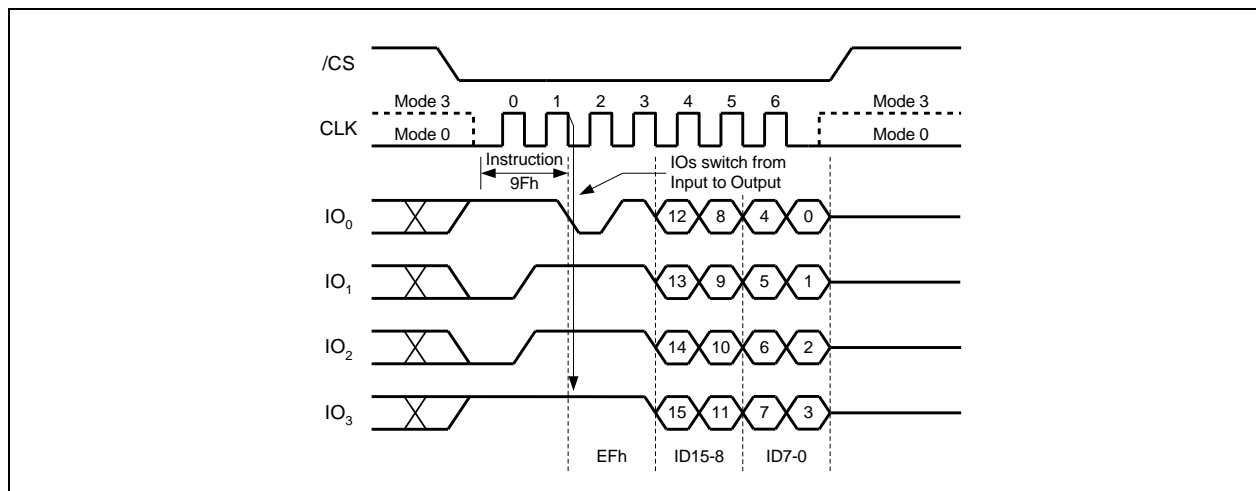 /CS
0 1 2 3 4 5 6
Mode 3 Mode 3
CLK
Mode 0 Mode 0
Instruction
9Fh
IOs switch from
Input to Output
IO0 12 8 4 0
IO1 13 9 5 1
IO2 14 10 6 2
IO3 15 11 7 3
EFh ID15-8 ID7-0